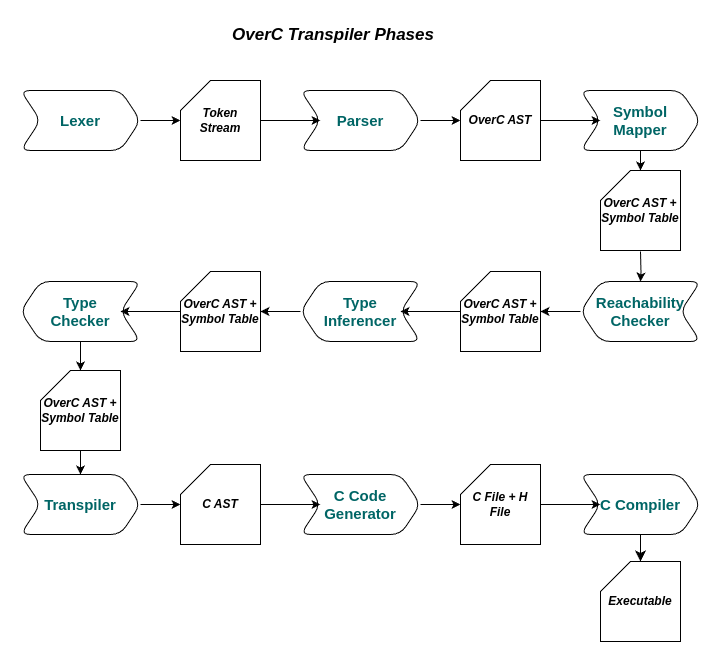 OverC Transpiler Phases
Lexer
Token
Stream
Parser
OverC AST
Symbol
Mapper
OverC AST +
Symbol Table
Reachability
Checker
OverC AST +
Symbol Table
Type
Inferencer
OverC AST +
Symbol Table
Type
Checker
OverC AST +
Symbol Table
Transpiler
C AST
C Code
Generator
C File + H
File
C Compiler
Executable